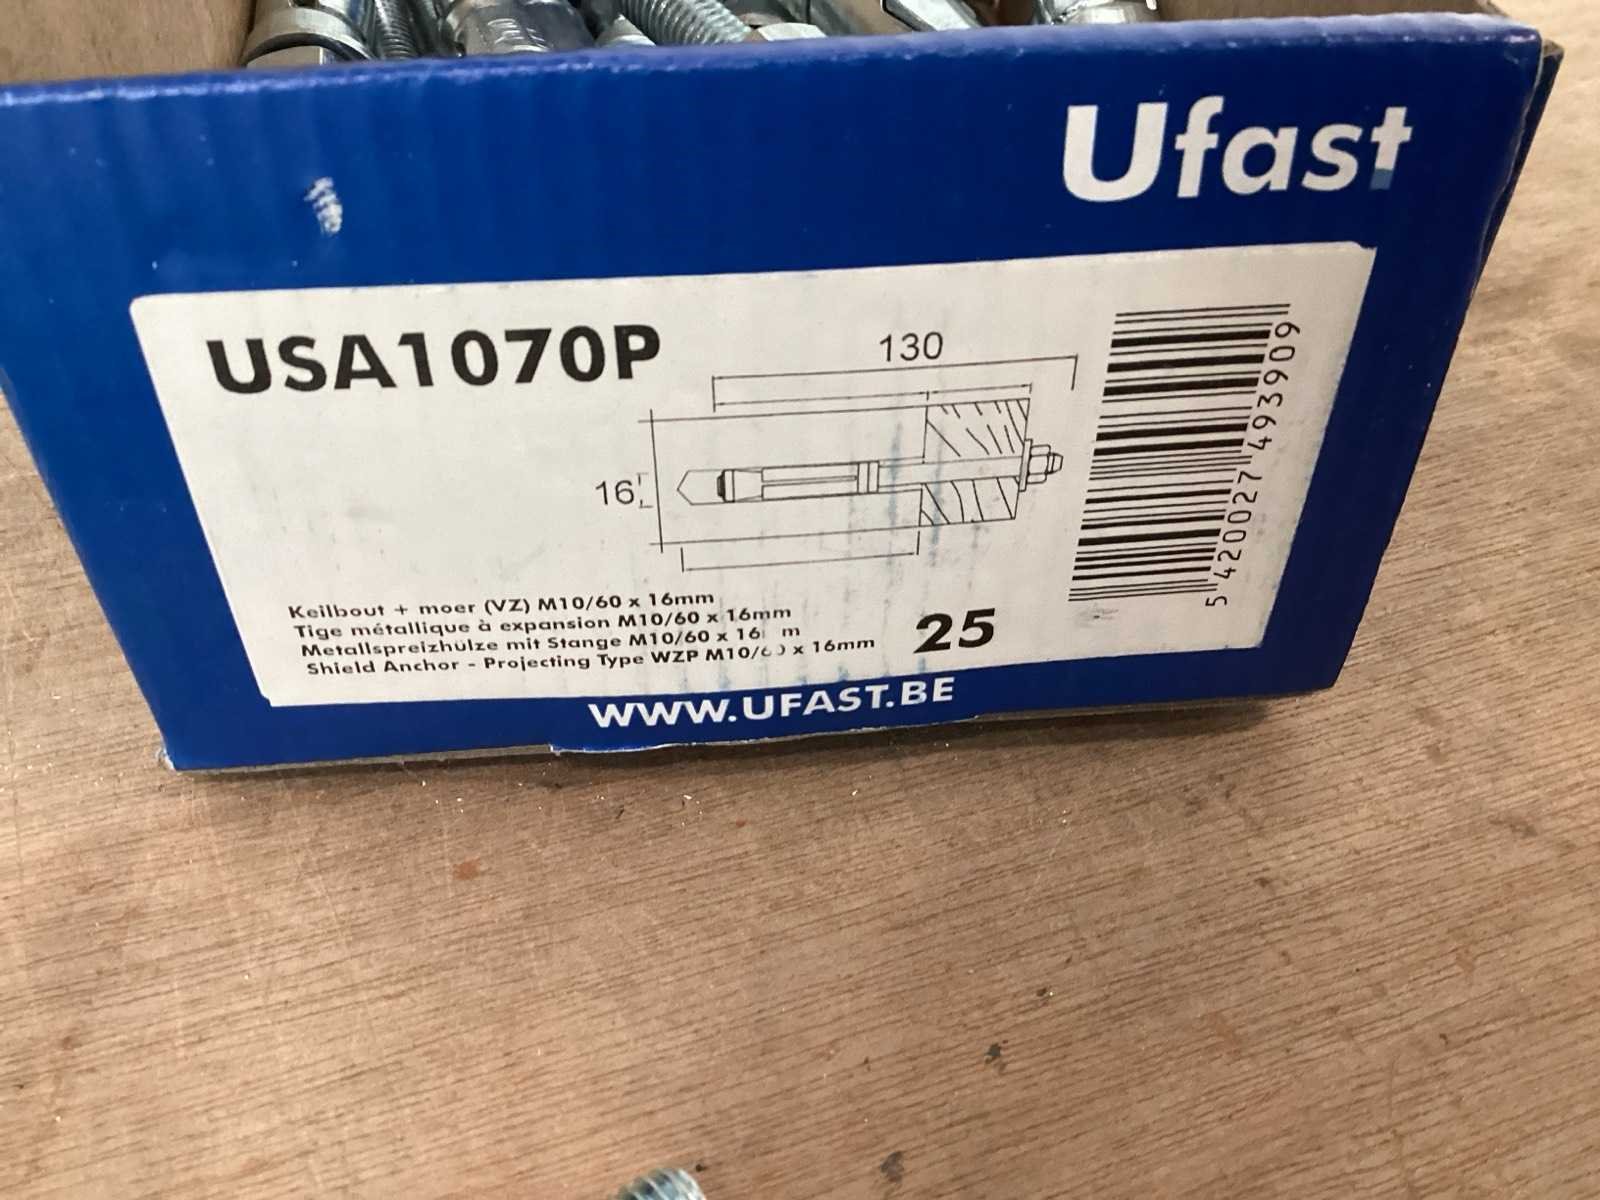 Ufast
USA1070P
130
16
5 420027 493909
Keilbout + moer (VZ) M10/60 x 16mm
Tige métallique à expansion M10/60 x 16mm
Metallspreizhülze mit Stange M10/60 x 16 m
Shield Anchor - Projecting Type WZP M10/60 x 16mm
25
WWW.UFAST.BE